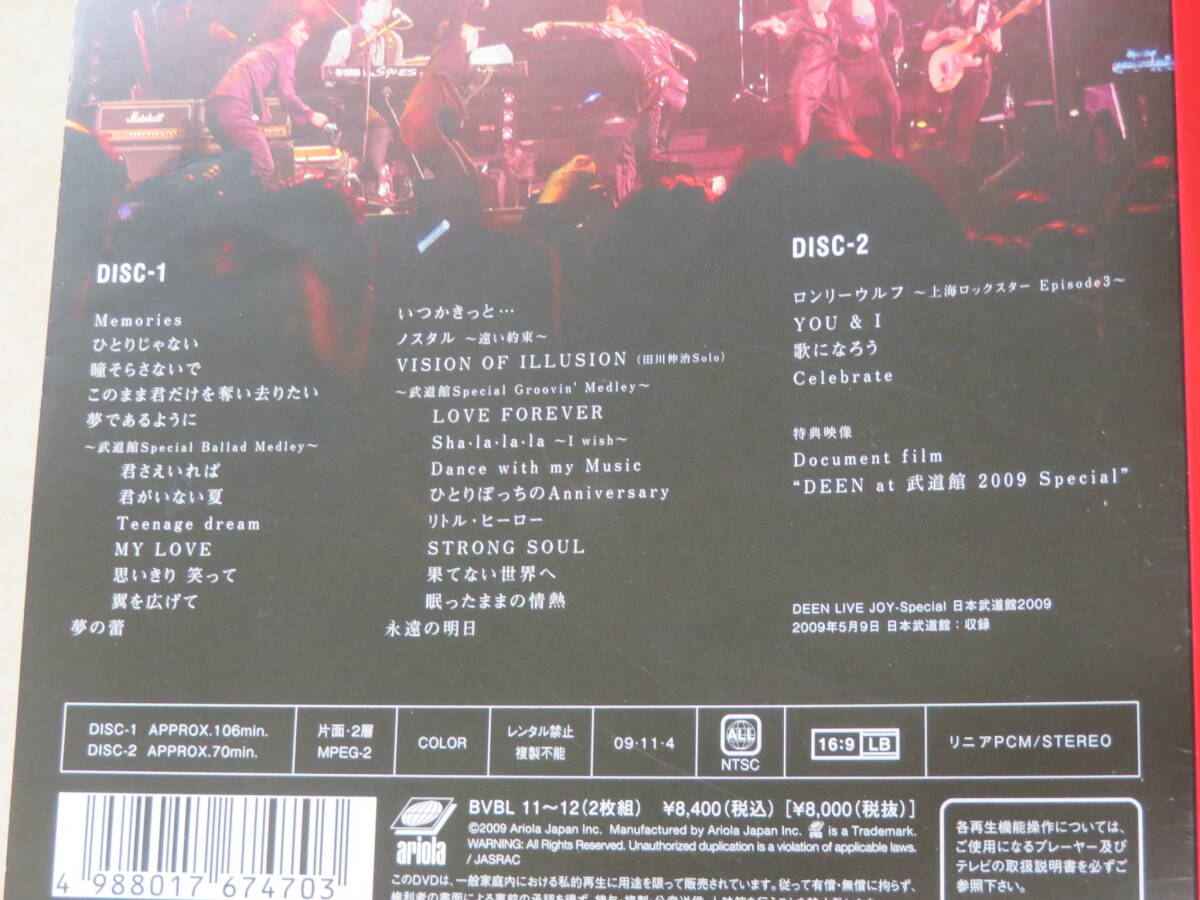 Marshall
YAMAHA S90ES
DISC-1
Memories
ひとりじゃない
瞳そらさないで
このまま君だけを奪い去りたい
夢であるように
～武道館Special Ballad Medley～
君さえいれば
君がいない夏
Teenage dream
MY LOVE
思いきり 笑って
翼を広げて
夢の蕾
いつかきっと…
ノスタル ～遠い約束～
VISION OF ILLUSION (田川伸治Solo)
～武道館Special Groovin' Medley～
LOVE FOREVER
Sha・la・la・la ～I wish～
Dance with my Music
ひとりぼっちのAnniversary
リトル・ヒーロー
STRONG SOUL
果てない世界へ
眠ったままの情熱
永遠の明日
DISC-2
ロンリーウルフ ～上海ロックスター Episode3～
YOU & I
歌になろう
Celebrate
特典映像
Document film
“DEEN at 武道館 2009 Special”
DEEN LIVE JOY-Special 日本武道館2009
2009年5月9日 日本武道館：収録
DISC-1 APPROX.106min.
DISC-2 APPROX.70min.
片面・2層
MPEG-2
COLOR
レンタル禁止
複製不能
09・11・4
ALL
NTSC
16:9 LB
リニアPCM/STEREO
4 988017 674703
ariola
BVBL 11～12(2枚組) ¥8,400(税込) [¥8,000(税抜)]
©2009 Ariola Japan Inc. Manufactured by Ariola Japan Inc. is a Trademark.
WARNING: All Rights Reserved. Unauthorized duplication is a violation of applicable laws.
/ JASRAC
このDVDは、一般家庭内における私的再生に用途を限って販売されています。従って有償・無償に拘らず、
各再生機能操作については、
ご使用になるプレーヤー及び
テレビの取扱説明書を必ずご
参照下さい。